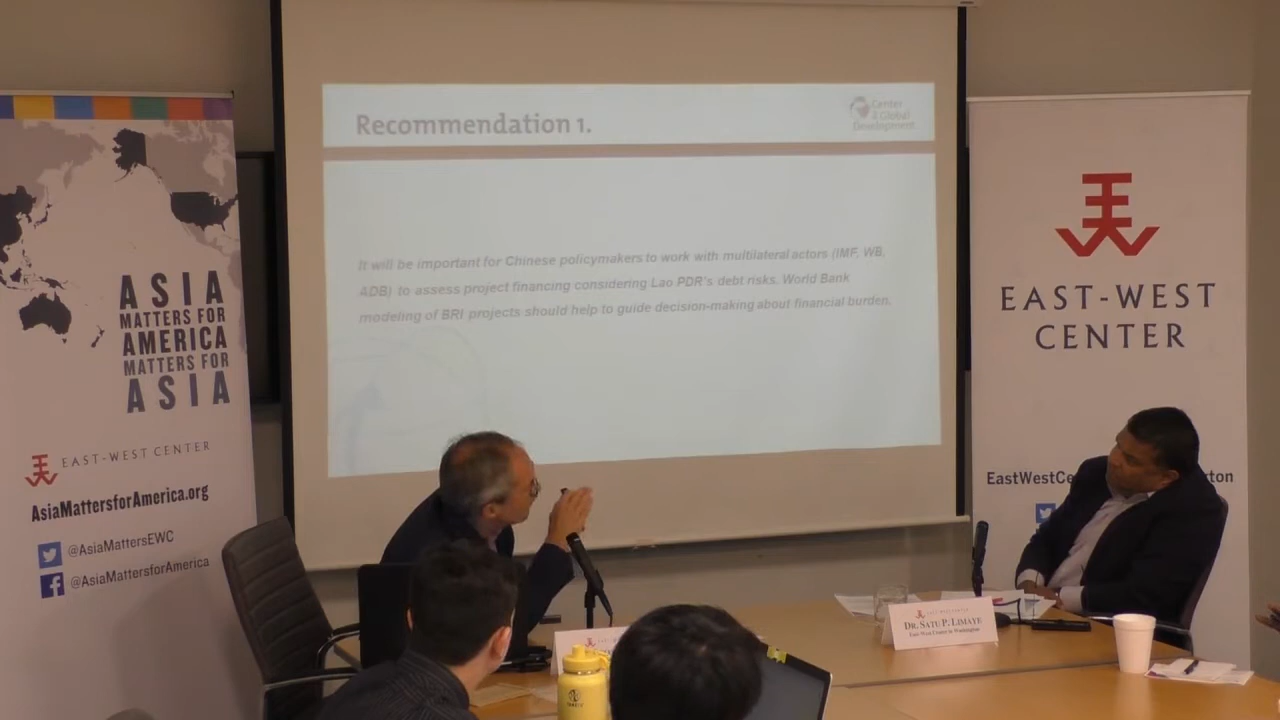 Recommendation 1.
Center
Global
Development
It will be important for Chinese policymakers to work with multilateral actors (IMF, WB,
ADB) to assess project financing considering Lao PDR's debt risks. World Bank
modeling of BRI projects should help to guide decision-making about financial burden.
ASIA
MATTERS FOR
AMERICA
MATTERS FOR
ASIA
EAST-WEST CENTER
AsiaMattersforAmerica.org
@AsiaMattersEWC
@AsiaMattersforAmerica
EAST-WEST
CENTER
EastWestCe
ton
DR. SATU P. LIMAYE
East-West Center in Washington